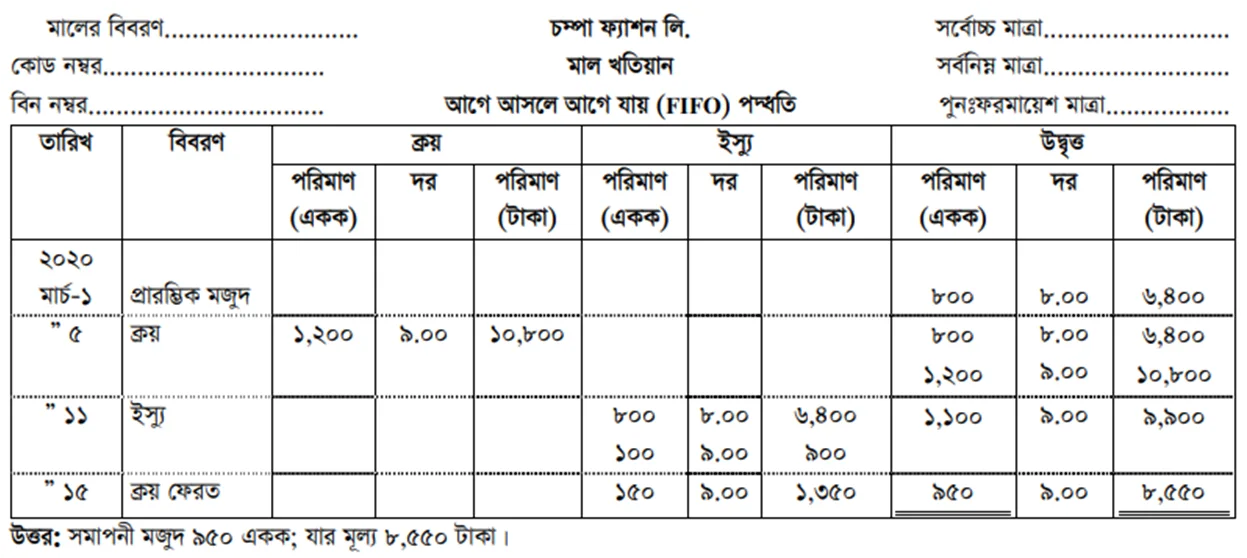 মালের বিবরণ............................ চম্পা ফ্যাশন লি. সর্বোচ্চ মাত্রা...........................
কোড নম্বর................................ মাল খতিয়ান সর্বনিম্ন মাত্রা...........................
বিন নম্বর.................................. আগে আসলে আগে যায় (FIFO) পদ্ধতি পুনঃফরমায়েশ মাত্রা..................
তারিখ বিবরণ ক্রয় ইস্যু উদ্বৃত্ত
পরিমাণ দর পরিমাণ পরিমাণ দর পরিমাণ পরিমাণ দর পরিমাণ
(একক) (টাকা) (একক) (টাকা) (একক) (টাকা)
২০২০
মার্চ-১ প্রারম্ভিক মজুদ ৮০০ ৮.০০ ৬,৪০০
” ৫ ক্রয় ১,২০০ ৯.০০ ১০,৮০০ ৮০০ ৮.০০ ৬,৪০০
১,২০০ ৯.০০ ১০,৮০০
” ১১ ইস্যু ৮০০ ৮.০০ ৬,৪০০ ১,১০০ ৯.০০ ৯,৯০০
১০০ ৯.০০ ৯০০
” ১৫ ক্রয় ফেরত ১৫০ ৯.০০ ১,৩৫০ ৯৫০ ৯.০০ ৮,৫৫০
উত্তর: সমাপনী মজুদ ৯৫০ একক; যার মূল্য ৮,৫৫০ টাকা।